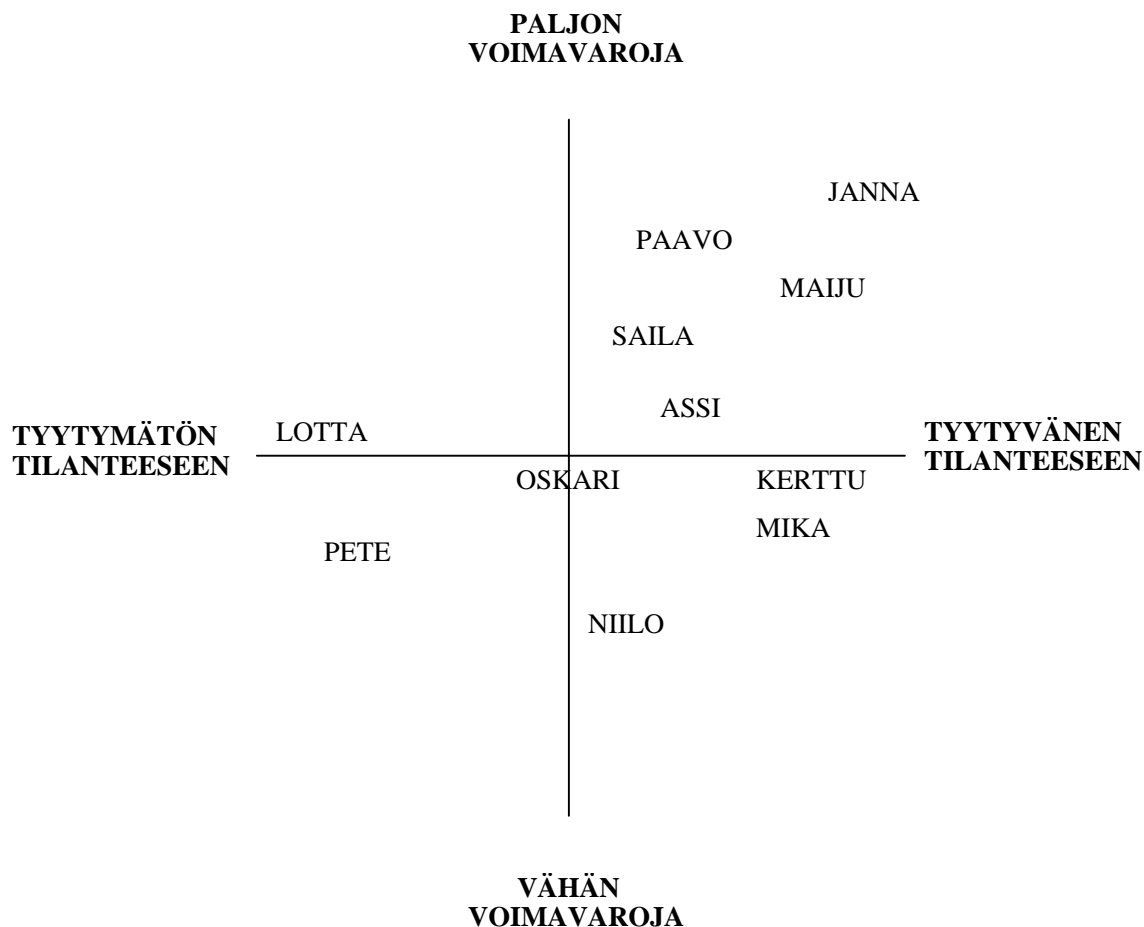 PALJON
VOIMAVAROJA
JANNA
PAAVO
MAIJU
SAILA
ASSI
TYYTYMÄTÖN
TILANTEESEEN
LOTTA
TYYTYVÄNEN
TILANTEESEEN
OSKARI
KERTTU
MIKA
PETE
NIILO
VÄHÄN
VOIMAVAROJA